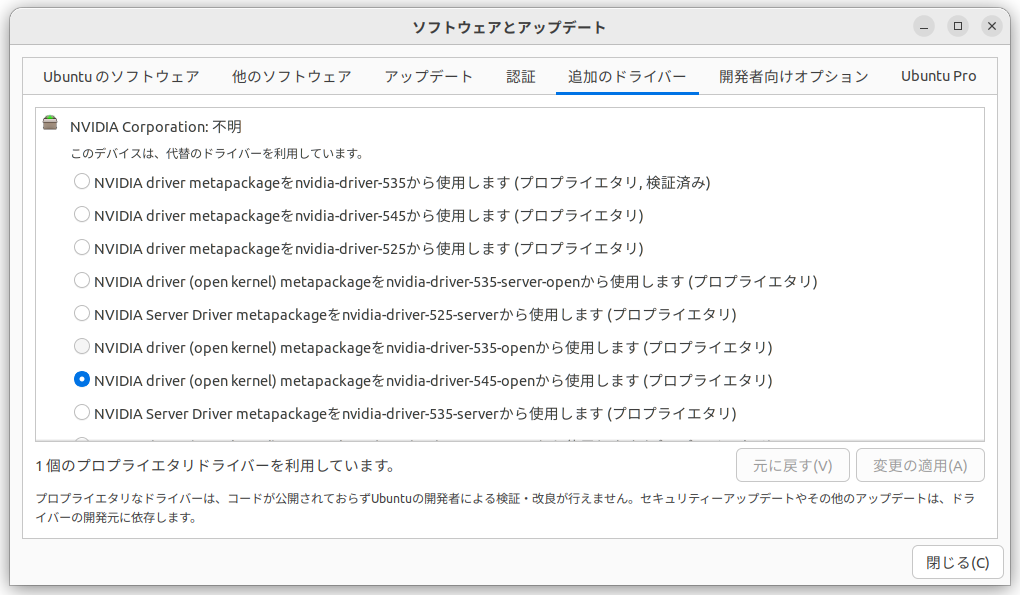 ソフトウェアとアップデート
Ubuntu のソフトウェア 他のソフトウェア アップデート 認証 追加のドライバー 開発者向けオプション Ubuntu Pro
NVIDIA Corporation: 不明
このデバイスは、代替のドライバーを利用しています。
NVIDIA driver metapackageをnvidia-driver-535から使用します (プロプライエタリ, 検証済み)
NVIDIA driver metapackageをnvidia-driver-545から使用します (プロプライエタリ)
NVIDIA driver metapackageをnvidia-driver-525から使用します (プロプライエタリ)
NVIDIA driver (open kernel) metapackageをnvidia-driver-535-server-openから使用します (プロプライエタリ)
NVIDIA Server Driver metapackageをnvidia-driver-525-serverから使用します (プロプライエタリ)
NVIDIA driver (open kernel) metapackageをnvidia-driver-535-openから使用します (プロプライエタリ)
NVIDIA driver (open kernel) metapackageをnvidia-driver-545-openから使用します (プロプライエタリ)
NVIDIA Server Driver metapackageをnvidia-driver-535-serverから使用します (プロプライエタリ)
1 個のプロプライエタリドライバーを利用しています。
元に戻す(V) 変更の適用(A)
プロプライエタリなドライバーは、コードが公開されておらずUbuntuの開発者による検証・改良が行えません。セキュリティーアップデートやその他のアップデートは、ドラ
イバーの開発元に依存します。
閉じる(C)